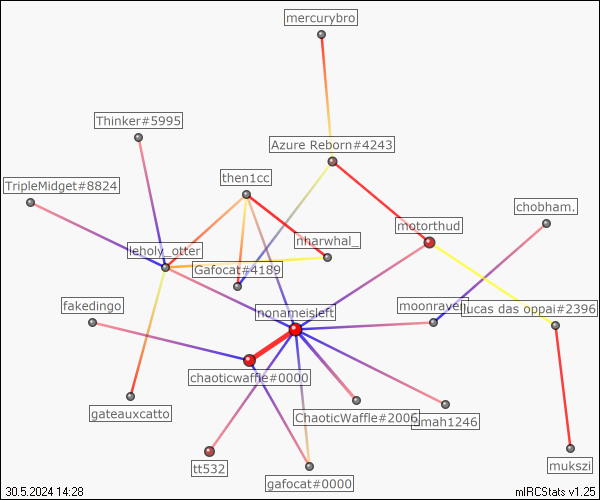 mercurybro
Thinker#5995
Azure Reborn#4243
then1cc
TripleMidget#8824
chobham.
motorthud
nharwhal_
leholy_otter
Gafocat#4189
fakedingo
nonameisleft
moonraven
lucas das oppai#2396
chaoticwaffle#0000
gateauxcatto
ChaoticWaffle#2006
omah1246
tt532
mukszi
gafocat#0000
30.5.2024 14:28
mIRCStats v1.25